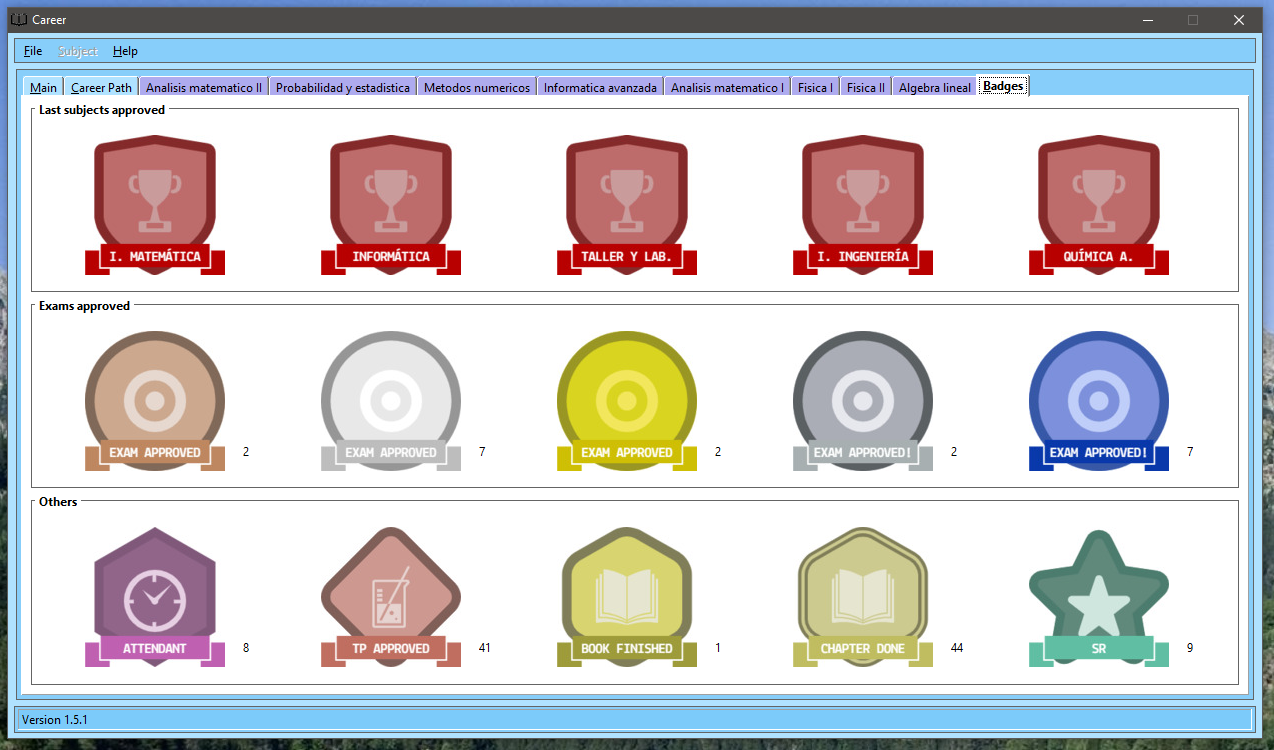 Career
File Subject Help
Main Career Path Analisis matematico II Probabilidad y estadistica Metodos numericos Informatica avanzada Analisis matematico I Fisica I Fisica II Algebra lineal Badges
Last subjects approved
I. MATEMÁTICA INFORMÁTICA TALLER Y LAB. I. INGENIERÍA QUÍMICA A.
Exams approved
EXAM APPROVED 2 EXAM APPROVED 7 EXAM APPROVED 2 EXAM APPROVED! 2 EXAM APPROVED! 7
Others
ATTENDANT 8 TP APPROVED 41 BOOK FINISHED 1 CHAPTER DONE 44 SR 9
Version 1.5.1